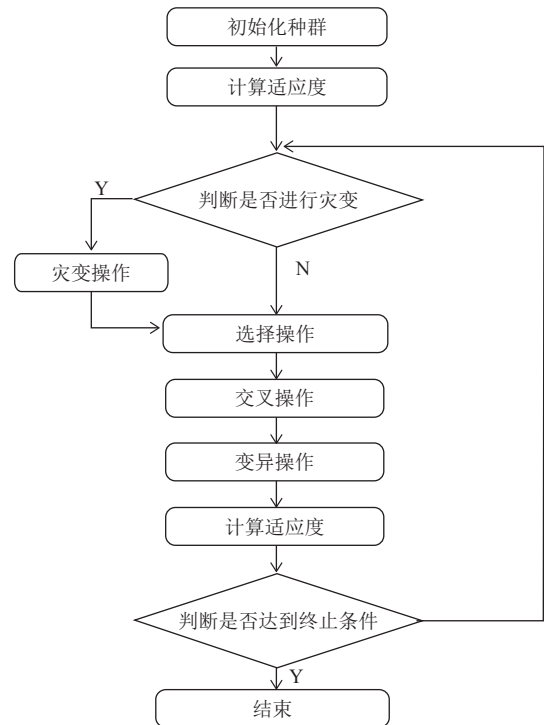 初始化种群
计算适应度
判断是否进行灾变
Y
灾变操作
N
选择操作
交叉操作
变异操作
计算适应度
判断是否达到终止条件
Y
结束